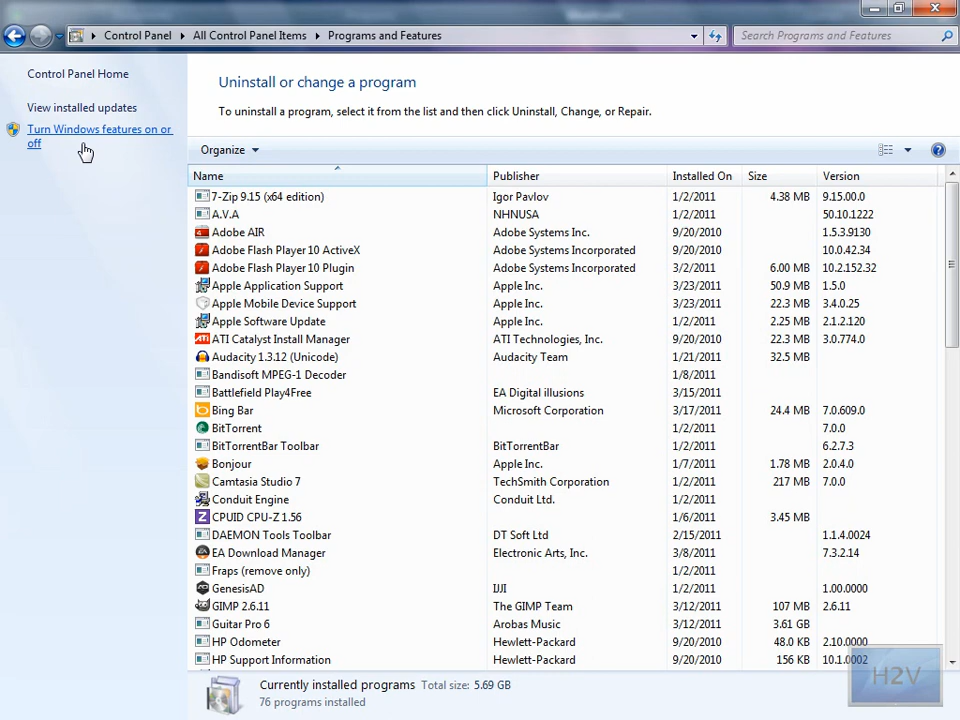 Control Panel All Control Panel Items Programs and Features Search Programs and Features
Control Panel Home
View installed updates
Turn Windows features on or
off
Uninstall or change a program
To uninstall a program, select it from the list and then click Uninstall, Change, or Repair.
Organize
Name Publisher Installed On Size Version
7-Zip 9.15 (x64 edition) Igor Pavlov 1/2/2011 4.38 MB 9.15.00.0
A.V.A NHNUSA 1/2/2011 50.10.1222
Adobe AIR Adobe Systems Inc. 9/20/2010 1.5.3.9130
Adobe Flash Player 10 ActiveX Adobe Systems Incorporated 9/20/2010 10.0.42.34
Adobe Flash Player 10 Plugin Adobe Systems Incorporated 3/2/2011 6.00 MB 10.2.152.32
Apple Application Support Apple Inc. 3/23/2011 50.9 MB 1.5.0
Apple Mobile Device Support Apple Inc. 3/23/2011 22.3 MB 3.4.0.25
Apple Software Update Apple Inc. 1/2/2011 2.25 MB 2.1.2.120
ATI Catalyst Install Manager ATI Technologies, Inc. 9/20/2010 22.3 MB 3.0.774.0
Audacity 1.3.12 (Unicode) Audacity Team 1/21/2011 32.5 MB
Bandisoft MPEG-1 Decoder 1/8/2011
Battlefield Play4Free EA Digital illusions 3/15/2011
Bing Bar Microsoft Corporation 3/17/2011 24.4 MB 7.0.609.0
BitTorrent 1/2/2011 7.0.0
BitTorrentBar Toolbar BitTorrentBar 1/2/2011 6.2.7.3
Bonjour Apple Inc. 1/7/2011 1.78 MB 2.0.4.0
Camtasia Studio 7 TechSmith Corporation 1/2/2011 217 MB 7.0.0
Conduit Engine Conduit Ltd. 1/2/2011
CPUID CPU-Z 1.56 1/6/2011 3.45 MB
DAEMON Tools Toolbar DT Soft Ltd 2/15/2011 1.1.4.0024
EA Download Manager Electronic Arts, Inc. 3/8/2011 7.3.2.14
Fraps (remove only) 1/2/2011
GenesisAD IJJI 1/2/2011 1.00.0000
GIMP 2.6.11 The GIMP Team 3/12/2011 107 MB 2.6.11
Guitar Pro 6 Arobas Music 3/12/2011 3.61 GB
HP Odometer Hewlett-Packard 9/20/2010 48.0 KB 2.10.0000
HP Support Information Hewlett-Packard 9/20/2010 156 KB 10.1.0002
H2V
Currently installed programs Total size: 5.69 GB
76 programs installed